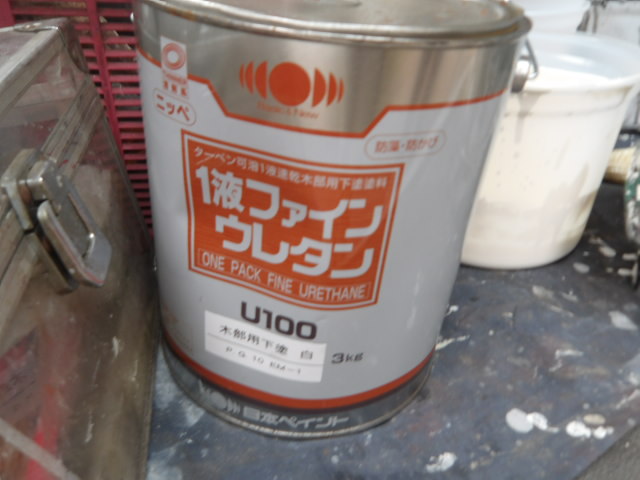 ニッペ
防藻・防かび
ターペン可溶1液速乾木部用下塗塗料
1液ファイン
ウレタン
ONE PACK FINE URETHANE
U100
木部用下塗 白
3kg
日本ペイント